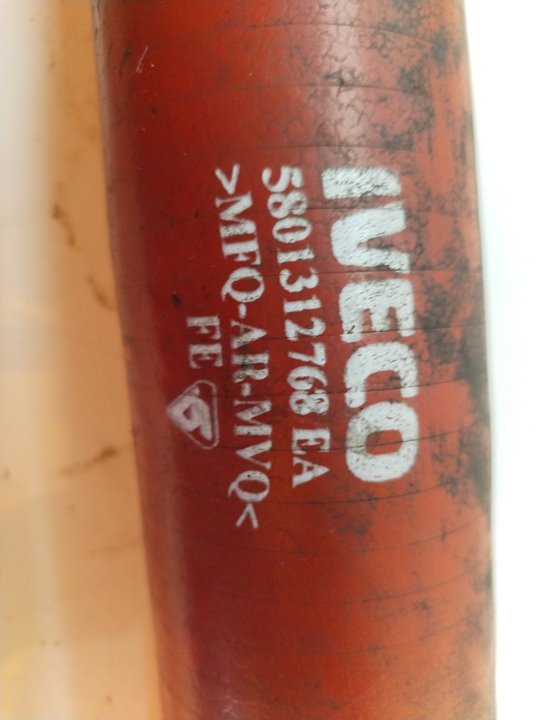 IVECO
5801312768 EA
>MFQ-AR-MVQ<
FE